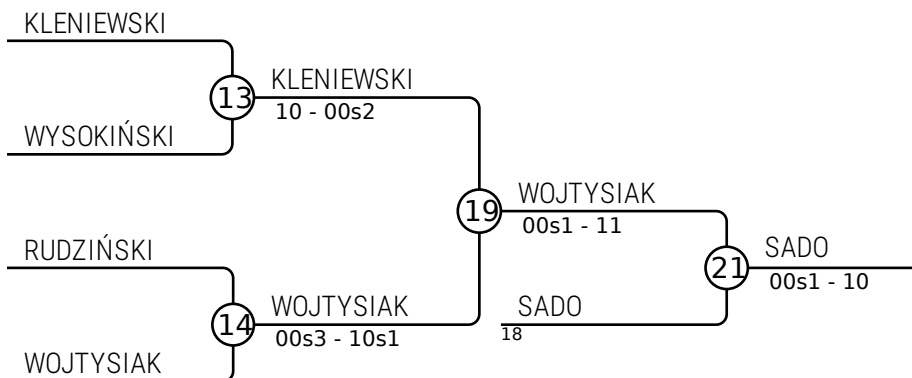 KLENIEWSKI
13
KLENIEWSKI
10 - 00s2
WYSOKIŃSKI
19
WOJTYSIAK
00s1 - 11
RUDZIŃSKI
21
SADO
00s1 - 10
14
WOJTYSIAK
00s3 - 10s1
SADO
18
WOJTYSIAK